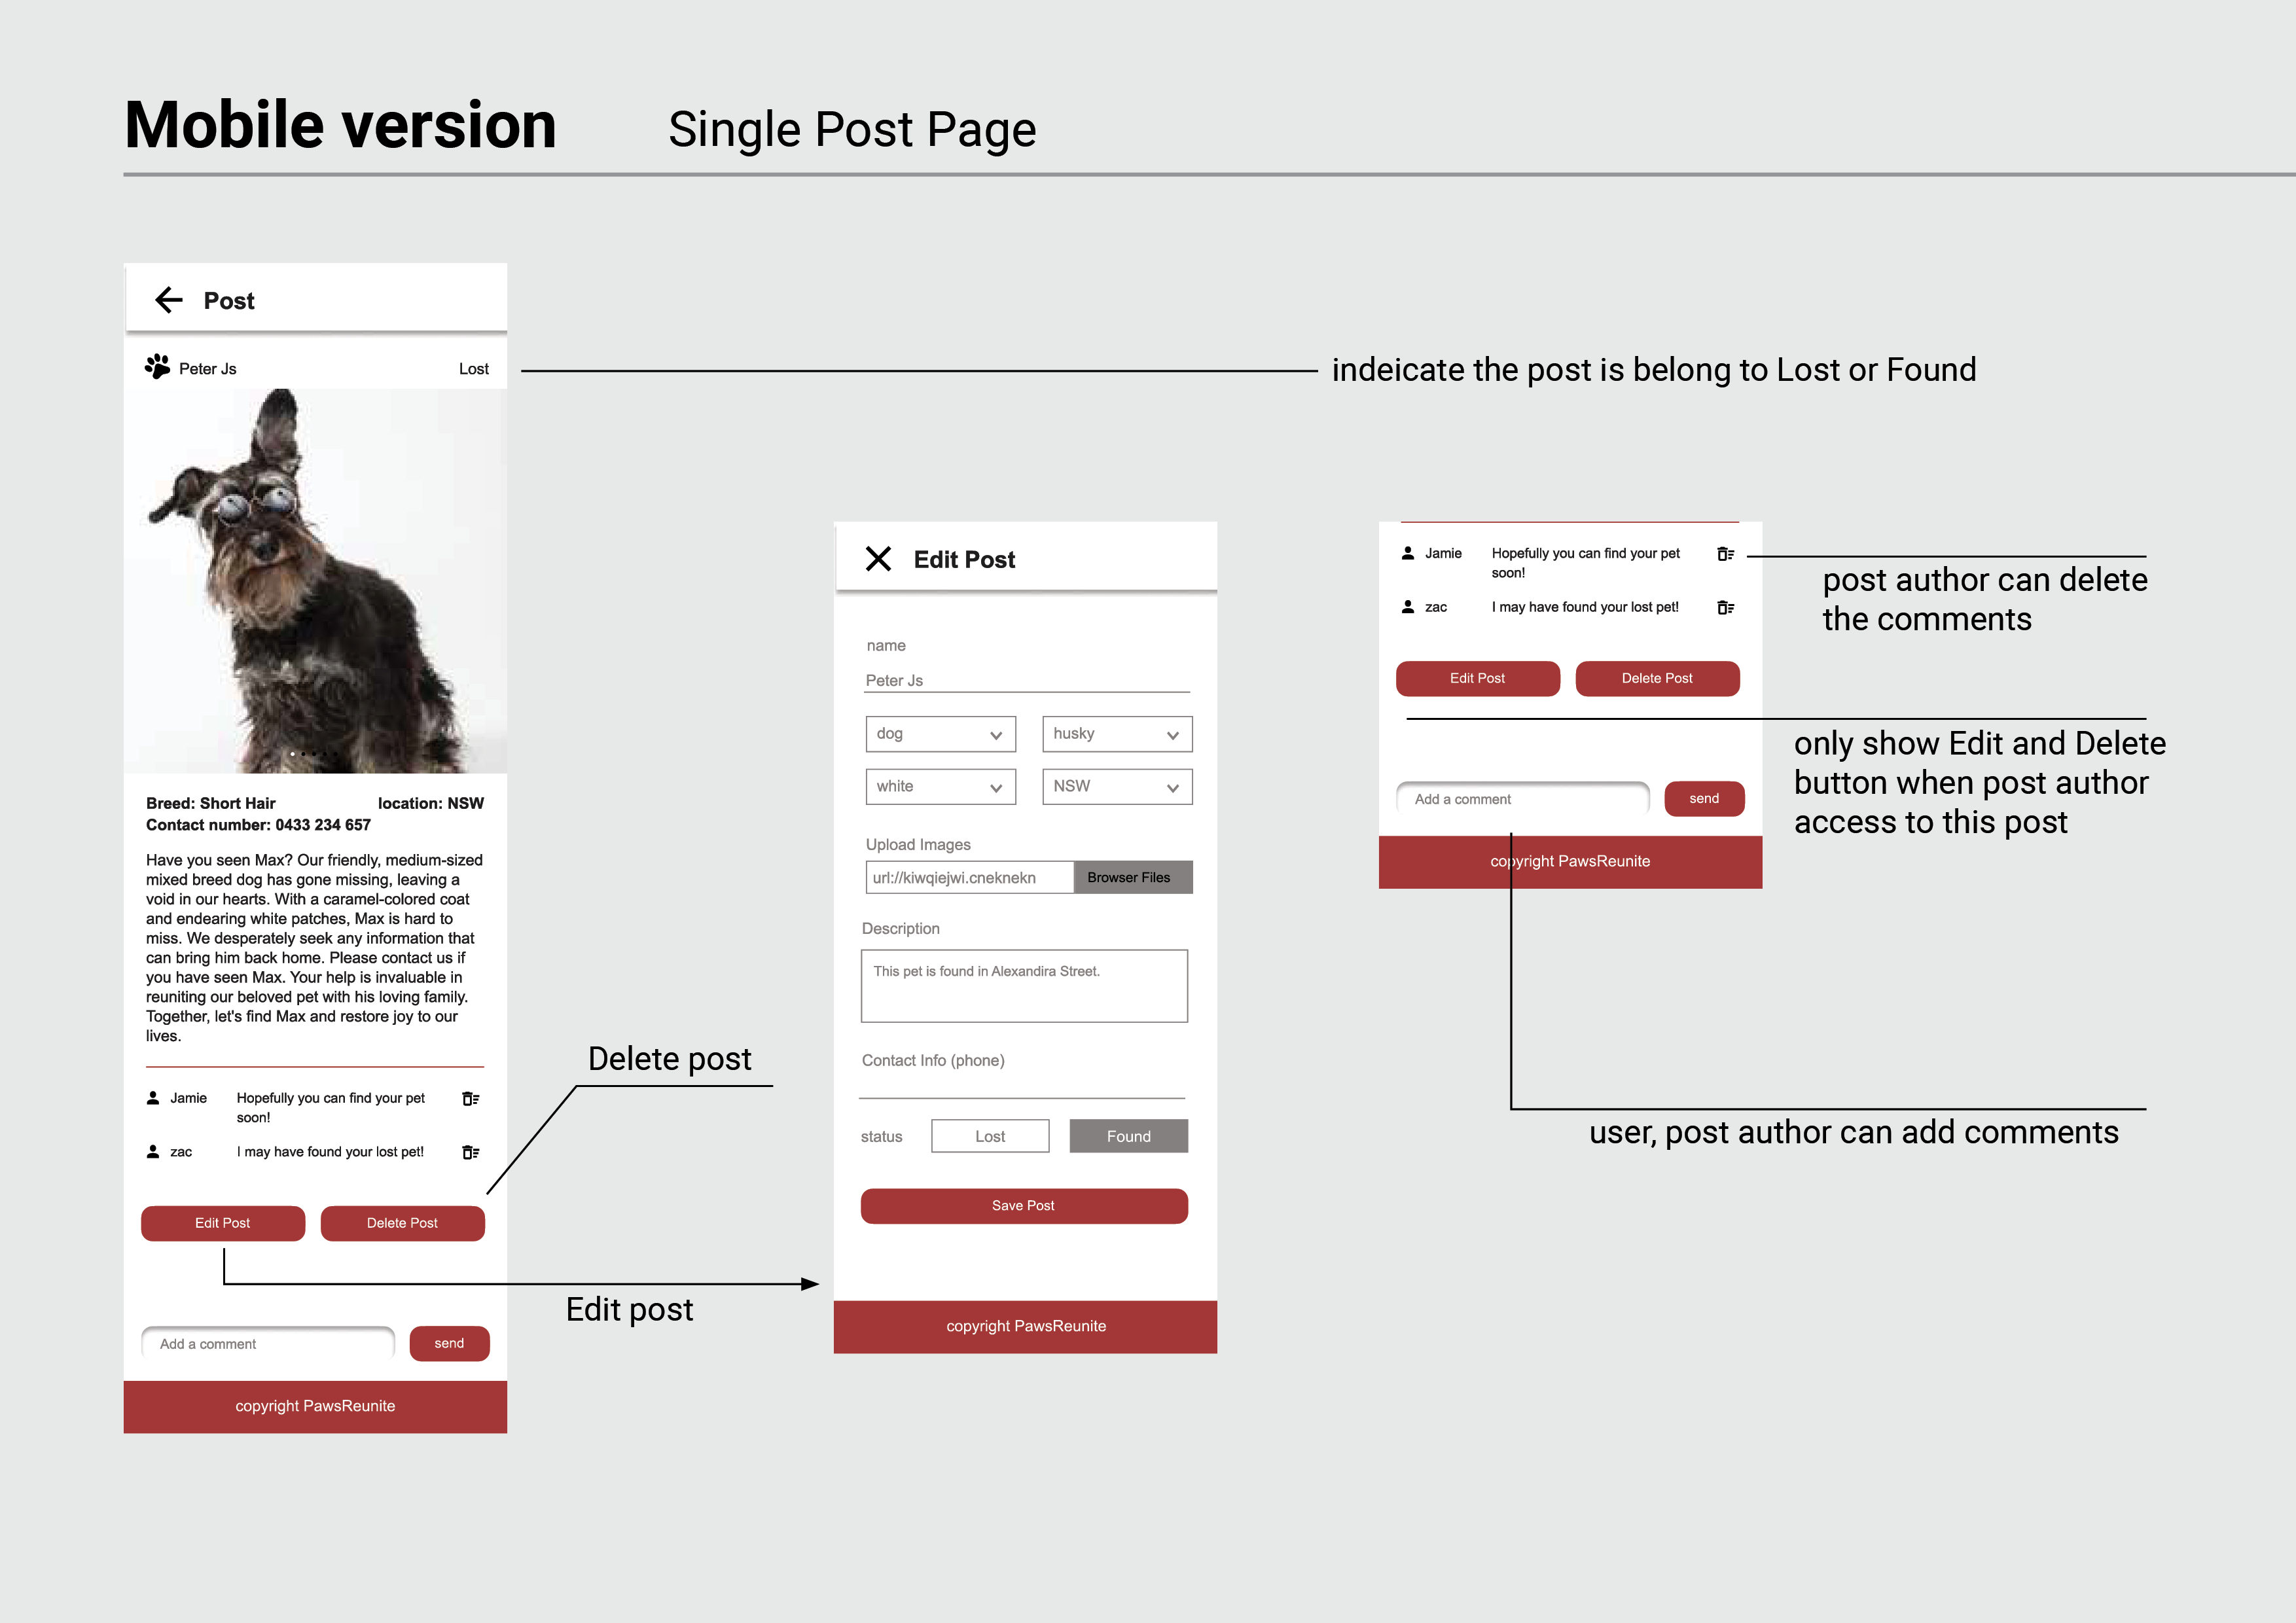 Mobile version
Single Post Page
Post
Peter Js
Lost
Breed: Short Hair
location: NSW
Contact number: 0433 234 657
Have you seen Max? Our friendly, medium-sized
mixed breed dog has gone missing, leaving a
void in our hearts. With a caramel-colored coat
and endearing white patches, Max is hard to
miss. We desperately seek any information that
can bring him back home. Please contact us if
you have seen Max. Your help is invaluable in
reuniting our beloved pet with his loving family.
Together, let's find Max and restore joy to our
lives.
Jamie
Hopefully you can find your pet
soon!
zac
I may have found your lost pet!
Edit Post
Delete Post
Add a comment
send
copyright PawsReunite
Delete post
Edit post
Edit Post
name
Peter Js
dog
husky
white
NSW
Upload Images
url://kiwqiejwi.cneknekn
Browser Files
Description
This pet is found in Alexandira Street.
Contact Info (phone)
status
Lost
Found
Save Post
copyright PawsReunite
indeicate the post is belong to Lost or Found
Jamie
Hopefully you can find your pet
soon!
zac
I may have found your lost pet!
Edit Post
Delete Post
Add a comment
send
copyright PawsReunite
post author can delete
the comments
only show Edit and Delete
button when post author
access to this post
user, post author can add comments